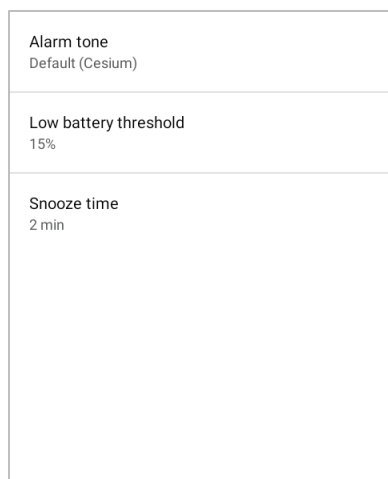 Alarm tone
Default (Cesium)
Low battery threshold
15%
Snooze time
2 min